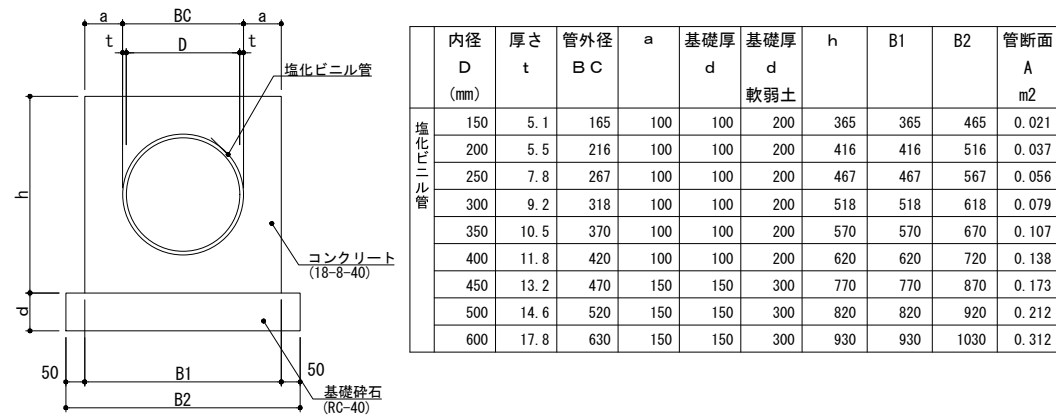 a BC a
t D t
塩化ビニル管
h
コンクリート
(18-8-40)
d
50 B1 50
B2
基礎砕石
(RC-40)
内径 厚さ 管外径 a 基礎厚 基礎厚 h B1 B2 管断面
D t BC d d A
(mm) 軟弱土 m2
塩化ビニル管
150 5.1 165 100 100 200 365 365 465 0.021
200 5.5 216 100 100 200 416 416 516 0.037
250 7.8 267 100 100 200 467 467 567 0.056
300 9.2 318 100 100 200 518 518 618 0.079
350 10.5 370 100 100 200 570 570 670 0.107
400 11.8 420 100 100 200 620 620 720 0.138
450 13.2 470 150 150 300 770 770 870 0.173
500 14.6 520 150 150 300 820 820 920 0.212
600 17.8 630 150 150 300 930 930 1030 0.312